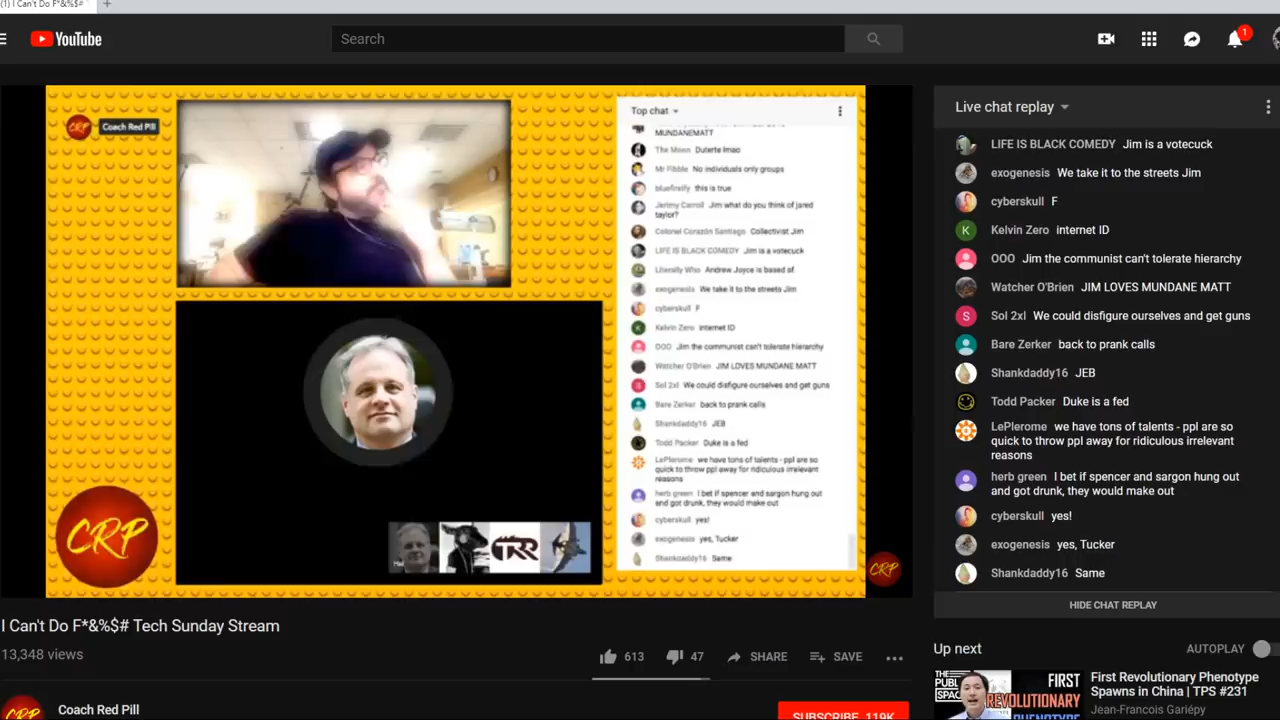 (1) I Can't Do F*&%$#
YouTube
Search
1
CRP Coach Red Pill
Top chat
MUNDANEMATT
The Moon Duterte lmao
Mr Fibble No individuals only groups
bluefirefly this is true
Jerimy Carroll Jim what do you think of jared
taylor?
Colonel Corazón Santiago Collectivist Jim
LIFE IS BLACK COMEDY Jim is a votecuck
Literally Who Andrew Joyce is based sf.
exogenesis We take it to the streets Jim
cyberskull F
Kelvin Zero internet ID
OOO Jim the communist can't tolerate hierarchy
Watcher O'Brien JIM LOVES MUNDANE MATT
Sol 2xl We could disfigure ourselves and get guns
Bare Zerker back to prank calls
Shankdaddy16 JEB
Todd Packer Duke is a fed
LePlerome we have tons of talents - ppl are so
quick to throw ppl away for ridiculous irrelevant
reasons
herb green I bet if spencer and sargon hung out
and got drunk, they would make out
cyberskull yes!
exogenesis yes, Tucker
Shankdaddy16 Same
CRP
TRR
CRP
Live chat replay
LIFE IS BLACK COMEDY Jim is a votecuck
exogenesis We take it to the streets Jim
cyberskull F
K Kelvin Zero internet ID
OOO Jim the communist can't tolerate hierarchy
Watcher O'Brien JIM LOVES MUNDANE MATT
S Sol 2xl We could disfigure ourselves and get guns
Bare Zerker back to prank calls
Shankdaddy16 JEB
Todd Packer Duke is a fed
LePlerome we have tons of talents - ppl are so
quick to throw ppl away for ridiculous irrelevant
reasons
herb green I bet if spencer and sargon hung out
and got drunk, they would make out
cyberskull yes!
exogenesis yes, Tucker
Shankdaddy16 Same
HIDE CHAT REPLAY
I Can't Do F*&%$# Tech Sunday Stream
13,348 views
613 47 SHARE SAVE
CRP Coach Red Pill
SUBSCRIBE 119K
Up next AUTOPLAY
THE PUBL
SPACE
FIRST
REVOLUTIONARY
PHENOTYPE
First Revolutionary Phenotype
Spawns in China | TPS #231
Jean-Francois Gariépy